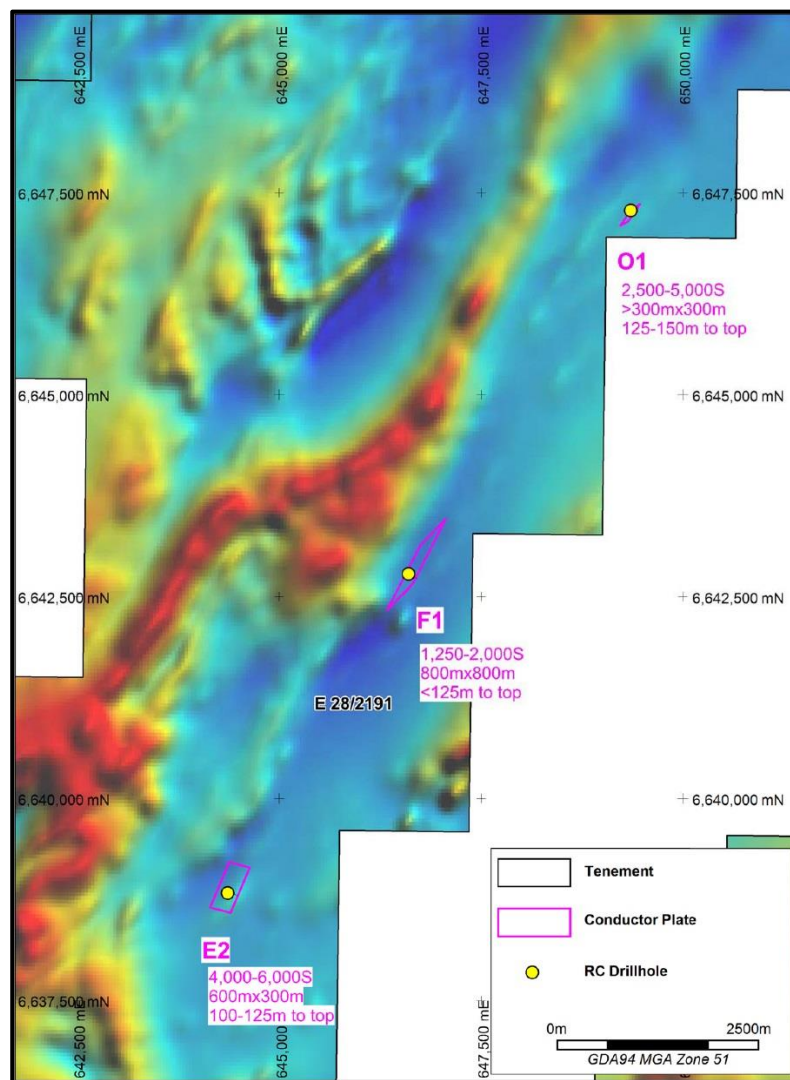 642,500 mE
645,000 mE
647,500 mE
650,000 mE
6,647,500 mN
6,647,500 mN
O1
2,500-5,000S
>300mx300m
125-150m to top
6,645,000 mN
6,645,000 mN
6,642,500 mN
6,642,500 mN
F1
1,250-2,000S
800mx800m
<125m to top
E 28/2191
6,640,000 mN
6,640,000 mN
E2
4,000-6,000S
600mx300m
100-125m to top
6,637,500 mN
642,500 mE
645,000 mE
647,500 mE
Tenement
Conductor Plate
RC Drillhole
0m
2500m
GDA94 MGA Zone 51